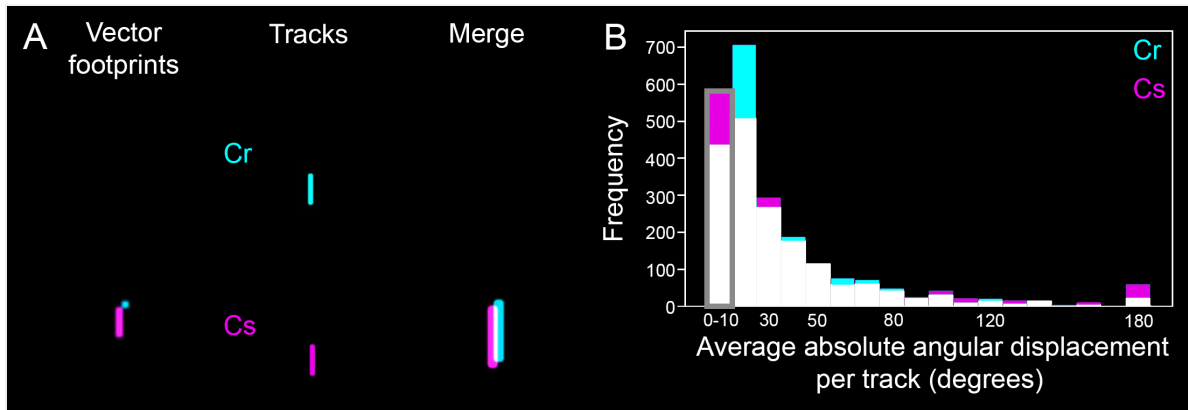 A
Vector
footprints
Tracks
Merge
Cr
Cs
B
Cr
Cs
Frequency
700
600
500
400
300
200
100
0
0-10 30 50 80 120 180
Average absolute angular displacement
per track (degrees)